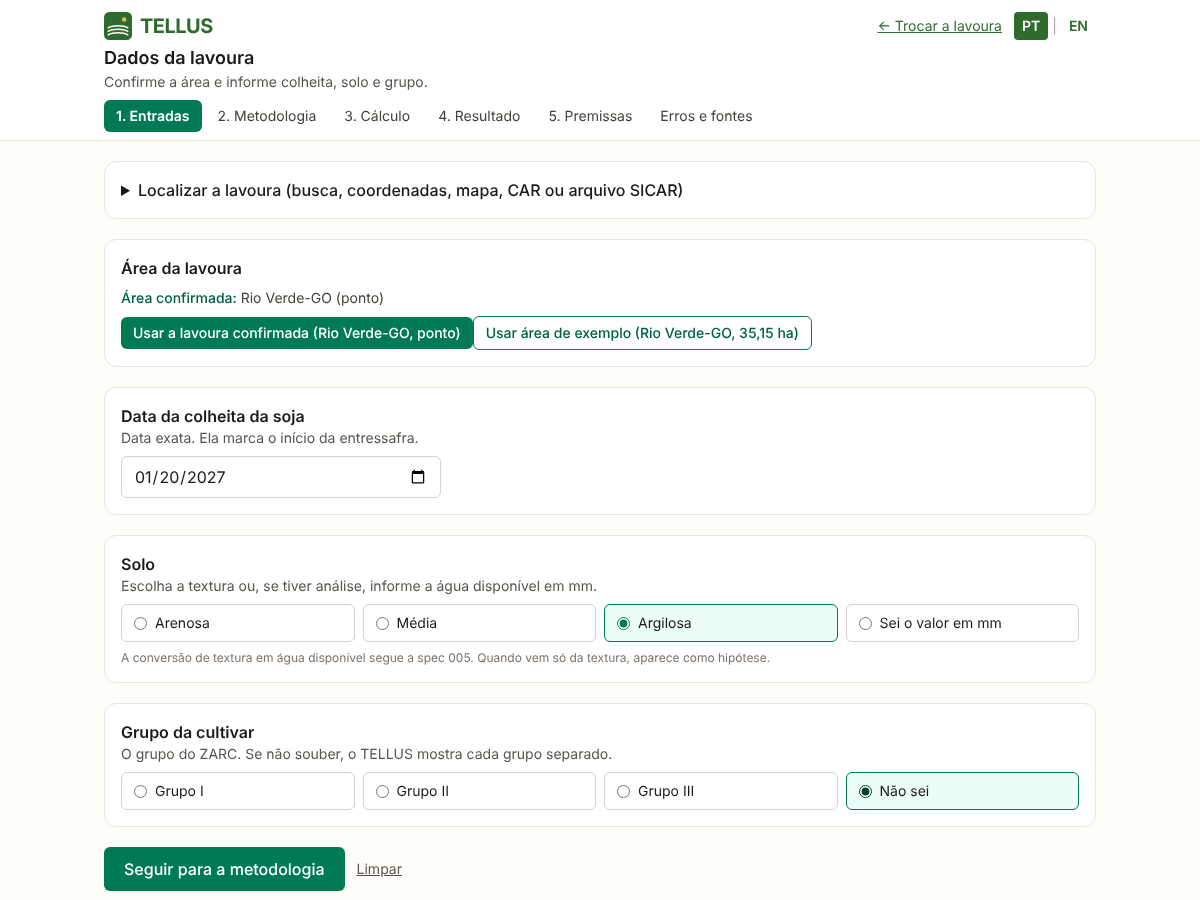 TELLUS
← Trocar a lavoura PT | EN
Dados da lavoura
Confirme a área e informe colheita, solo e grupo.
1. Entradas 2. Metodologia 3. Cálculo 4. Resultado 5. Premissas Erros e fontes
▶ Localizar a lavoura (busca, coordenadas, mapa, CAR ou arquivo SICAR)
Área da lavoura
Área confirmada: Rio Verde-GO (ponto)
Usar a lavoura confirmada (Rio Verde-GO, ponto) Usar área de exemplo (Rio Verde-GO, 35,15 ha)
Data da colheita da soja
Data exata. Ela marca o início da entressafra.
01/20/2027
Solo
Escolha a textura ou, se tiver análise, informe a água disponível em mm.
Arenosa Média Argilosa Sei o valor em mm
A conversão de textura em água disponível segue a spec 005. Quando vem só da textura, aparece como hipótese.
Grupo da cultivar
O grupo do ZARC. Se não souber, o TELLUS mostra cada grupo separado.
Grupo I Grupo II Grupo III Não sei
Seguir para a metodologia Limpar